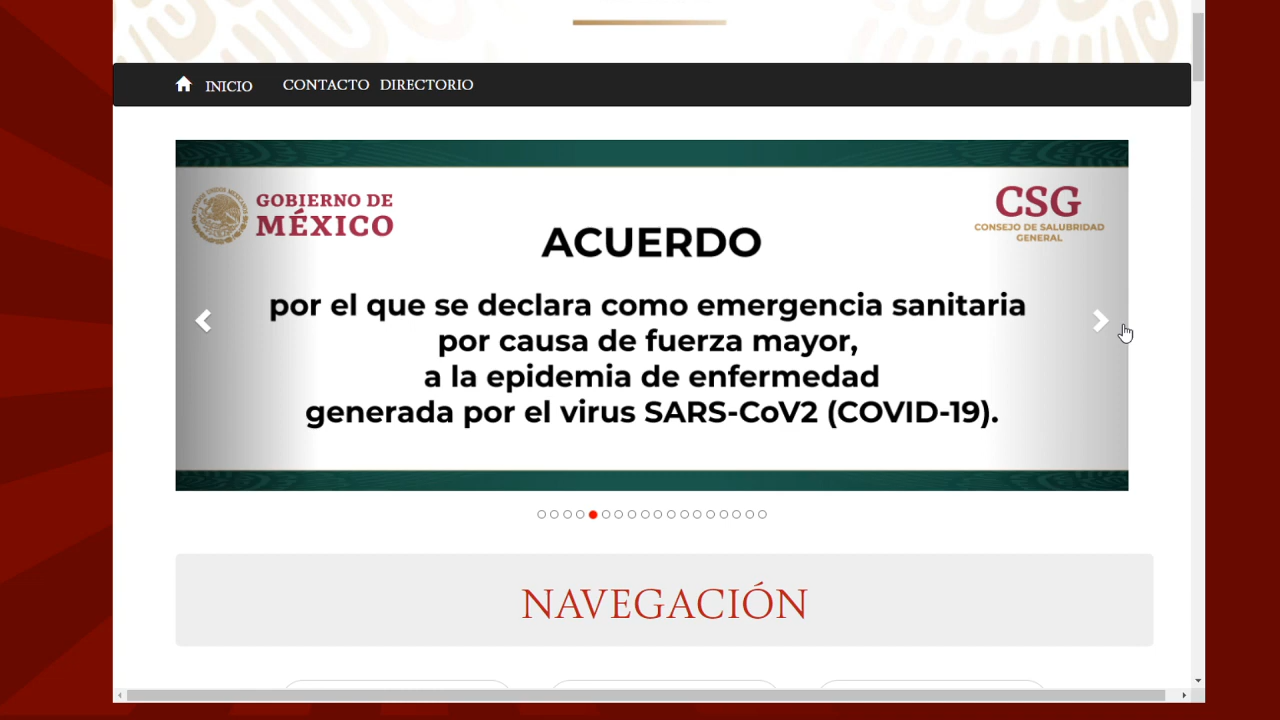 INICIO CONTACTO DIRECTORIO
GOBIERNO DE
MÉXICO
CSG
CONSEJO DE SALUBRIDAD
GENERAL
ACUERDO
por el que se declara como emergencia sanitaria
por causa de fuerza mayor,
a la epidemia de enfermedad
generada por el virus SARS-CoV2 (COVID-19).
NAVEGACIÓN